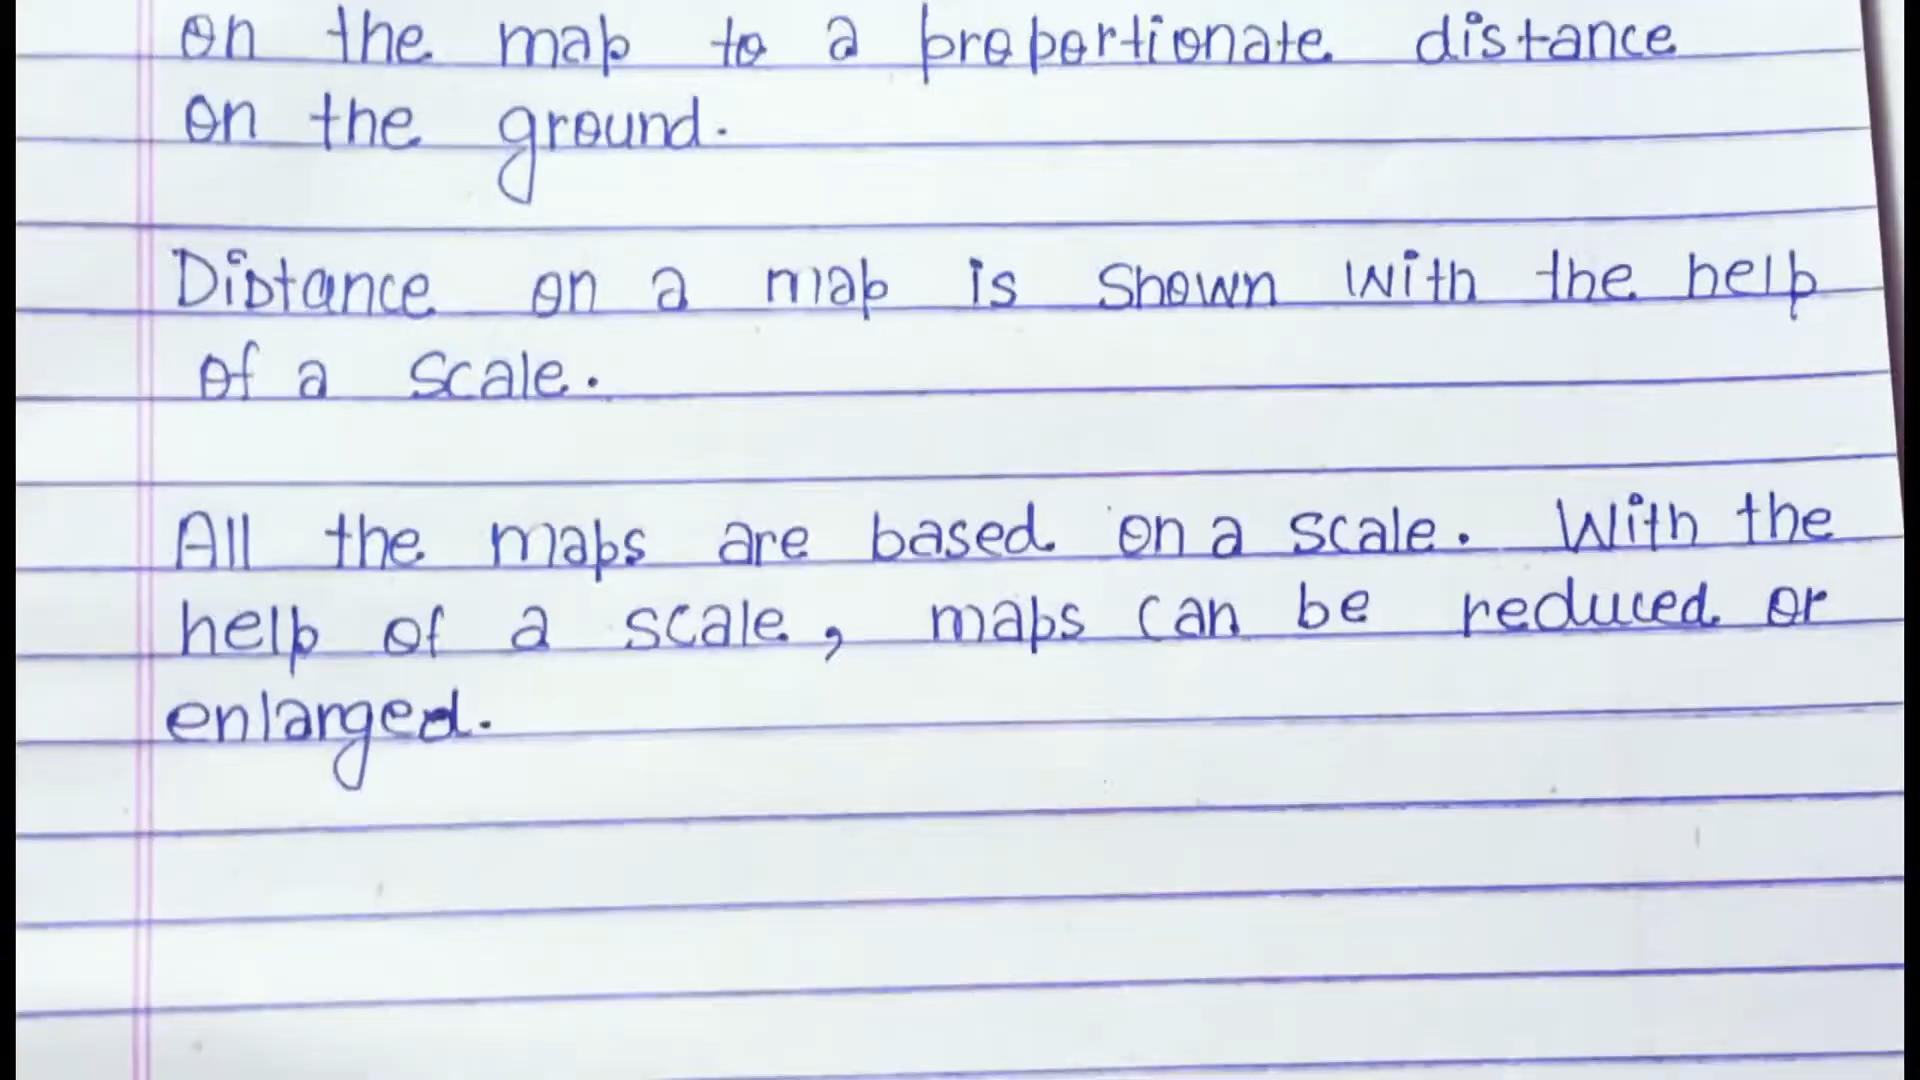 on the map to a proportionate distance
on the ground.
Distance on a map is shown with the help
of a scale.
All the maps are based on a scale. With the
help of a scale, maps can be reduced or
enlarged.